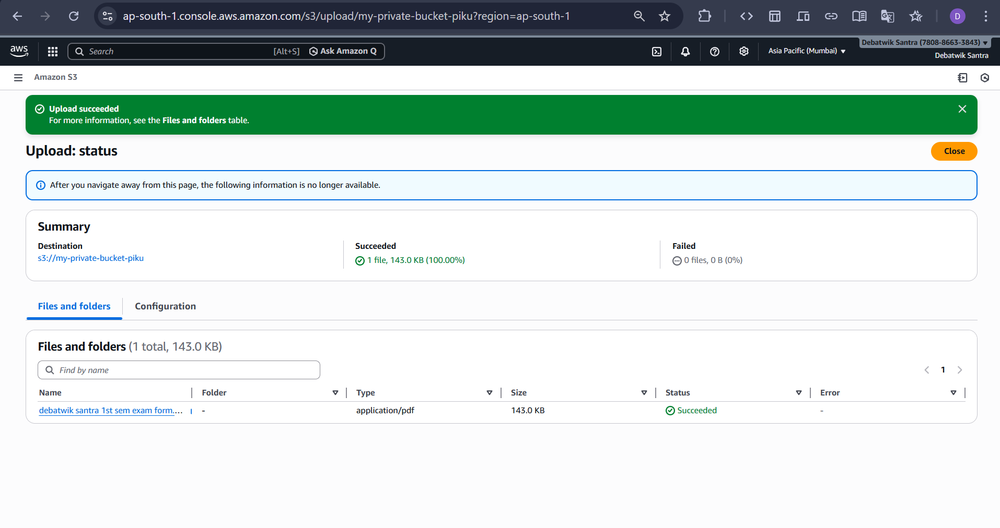 ap-south-1.console.aws.amazon.com/s3/upload/my-private-bucket-piku?region=ap-south-1
D
aws
Search [Alt+S] Ask Amazon Q
Asia Pacific (Mumbai)
Debatwik Santra (7808-8663-3843)
Debatwik Santra
Amazon S3
Upload succeeded
For more information, see the Files and folders table.
Upload: status
Close
After you navigate away from this page, the following information is no longer available.
Summary
Destination Succeeded Failed
s3://my-private-bucket-piku 1 file, 143.0 KB (100.00%) 0 files, 0 B (0%)
Files and folders Configuration
Files and folders (1 total, 143.0 KB)
Find by name
1
Name Folder Type Size Status Error
debatwik santra 1st sem exam form.... - application/pdf 143.0 KB Succeeded -